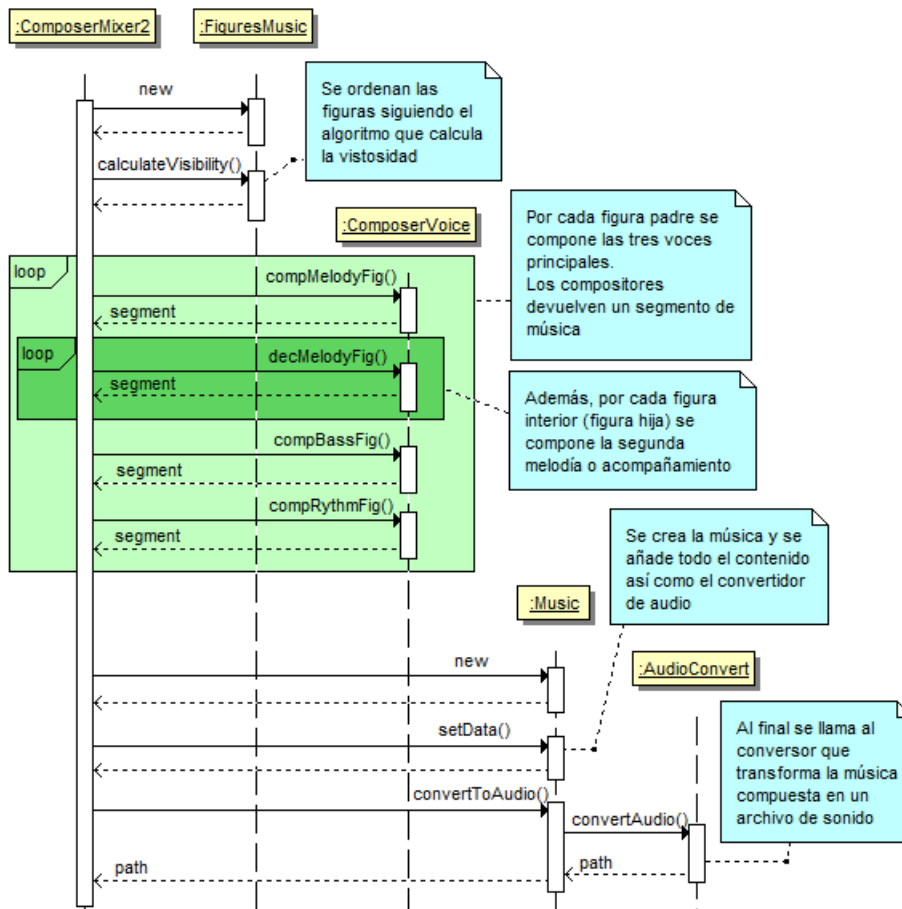 :ComposerMixer2
:FiguresMusic
new
Se ordenan las
figuras siguiendo el
algoritmo que calcula
la vistosidad
calculateVisibility()
:ComposerVoice
Por cada figura padre se
compone las tres voces
principales.
Los compositores
devuelven un segmento de
música
loop
compMelodyFig()
segment
loop
decMelodyFig()
segment
Además, por cada figura
interior (figura hija) se
compone la segunda
melodía o acompañamiento
compBassFig()
segment
compRythmFig()
segment
Se crea la música y se
añade todo el contenido
así como el convertidor
de audio
:Music
new
:AudioConvert
setData()
Al final se llama al
conversor que
transforma la música
compuesta en un
archivo de sonido
convertToAudio()
convertAudio()
path
path